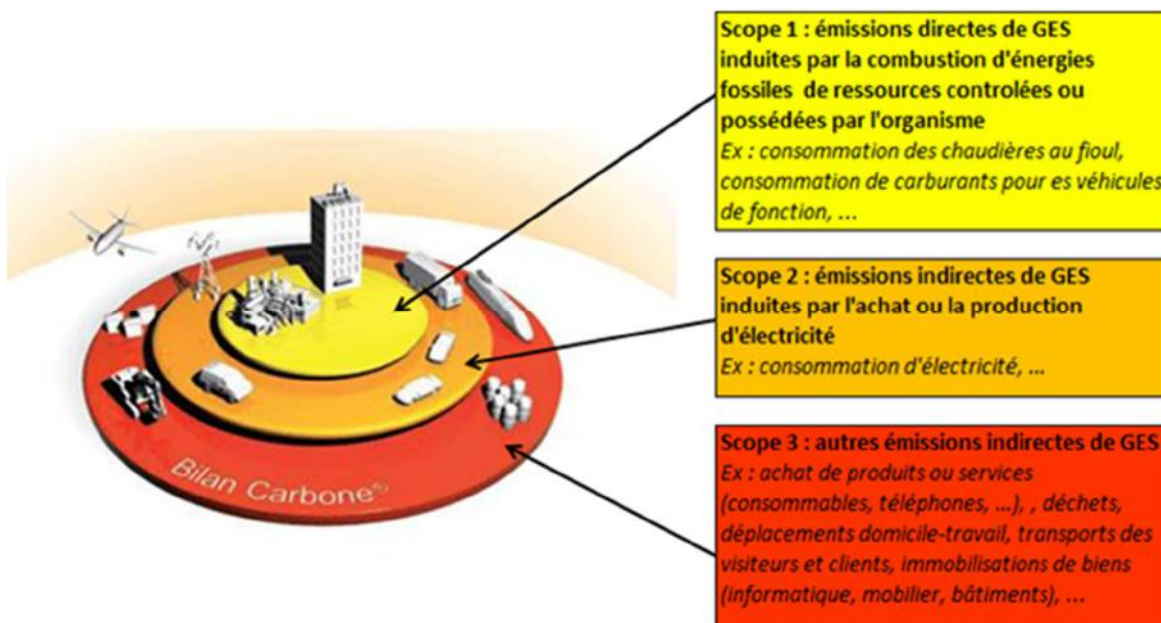 Scope 1 : émissions directes de GES
induites par la combustion d'énergies
fossiles de ressources controlées ou
possédées par l'organisme
Ex : consommation des chaudières au fioul,
consommation de carburants pour es véhicules
de fonction, ...
Scope 2 : émissions indirectes de GES
induites par l'achat ou la production
d'électricité
Ex : consommation d'électricité, ...
Scope 3 : autres émissions indirectes de GES
Ex : achat de produits ou services
(consommables, téléphones, ...), , déchets,
déplacements domicile-travail, transports des
visiteurs et clients, immobilisations de biens
(informatique, mobilier, bâtiments), ...
Bilan Carbone®